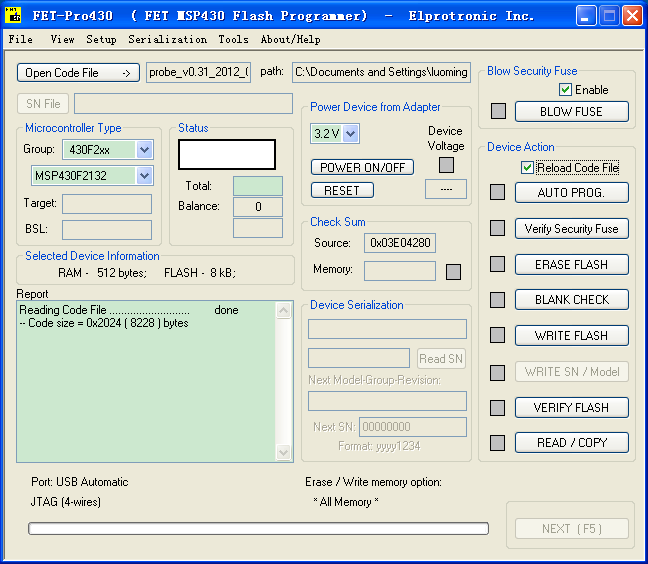 FET-Pro430 ( FET MSP430 Flash Programmer) - Elprotronic Inc.
File View Setup Serialization Tools About/Help
Open Code File -> probe_v0.31_2012_0 path: C:\Documents and Settings\luoming
SN File
Microcontroller Type
Group: 430F2xx
MSP430F2132
Target:
BSL:
Status
Total:
Balance: 0
Selected Device Information
RAM - 512 bytes; FLASH - 8 kB;
Report
Reading Code File ........................... done
-- Code size = 0x2024 ( 8228 ) bytes
Power Device from Adapter
3.2 V
Device
Voltage
POWER ON/OFF
RESET
----
Check Sum
Source: 0x03E04280
Memory:
Device Serialization
Read SN
Next Model-Group-Revision:
Next SN: 00000000
Format: yyyy1234
Blow Security Fuse
Enable
BLOW FUSE
Device Action
Reload Code File
AUTO PROG.
Verify Security Fuse
ERASE FLASH
BLANK CHECK
WRITE FLASH
WRITE SN / Model
VERIFY FLASH
READ / COPY
Port: USB Automatic
JTAG (4-wires)
Erase / Write memory option:
* All Memory *
NEXT ( F5 )